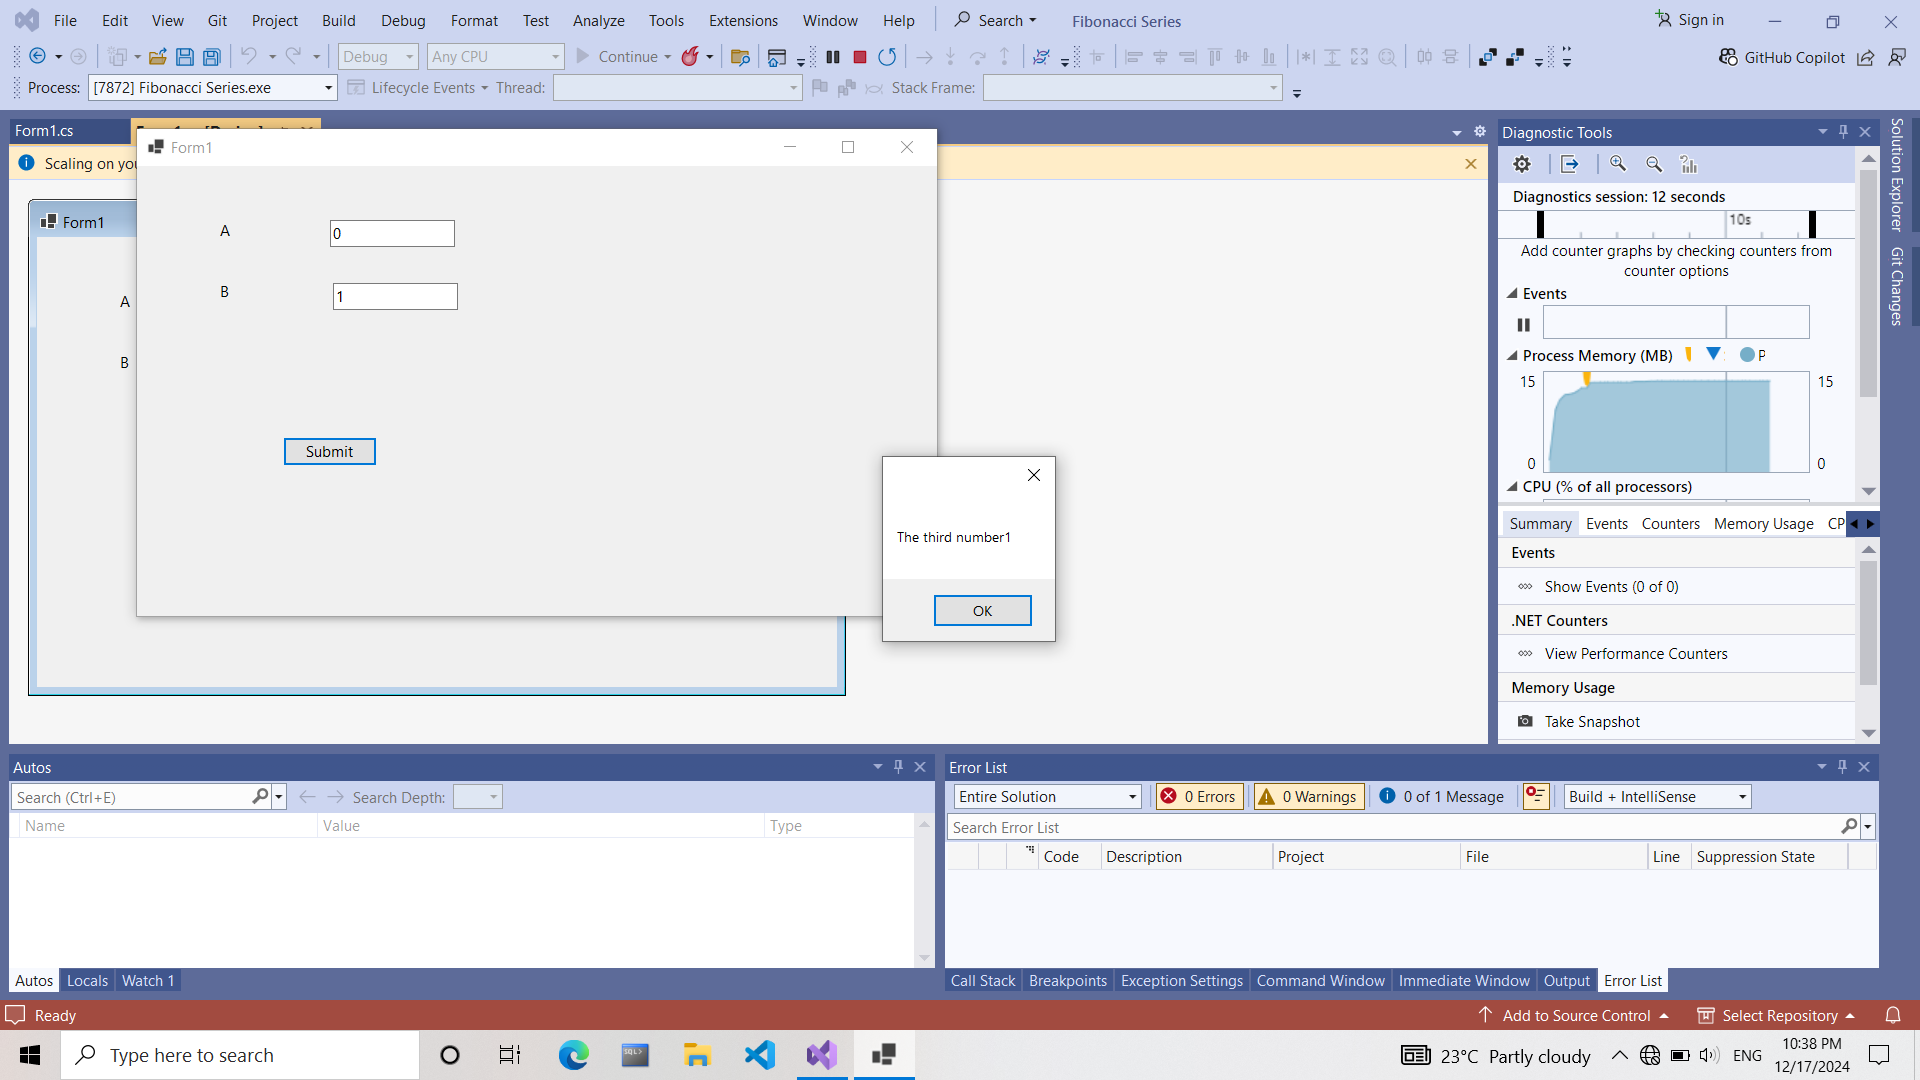 File Edit View Git Project Build Debug Format Test Analyze Tools Extensions Window Help Search Fibonacci Series Sign in
Debug Any CPU Continue GitHub Copilot
Process: [7872] Fibonacci Series.exe Lifecycle Events Thread: Stack Frame:
Form1.cs
Scaling on you
Form1
A
B
Form1
A 0
B 1
Submit
The third number1
OK
Diagnostic Tools
Diagnostics session: 12 seconds
10s
Add counter graphs by checking counters from
counter options
Events
Process Memory (MB) P
15 15
0 0
CPU (% of all processors)
Summary Events Counters Memory Usage CP
Events
Show Events (0 of 0)
.NET Counters
View Performance Counters
Memory Usage
Take Snapshot
Solution Explorer
Git Changes
Autos
Search (Ctrl+E) Search Depth:
Name Value Type
Autos Locals Watch 1
Error List
Entire Solution 0 Errors 0 Warnings 0 of 1 Message Build + IntelliSense
Search Error List
Code Description Project File Line Suppression State
Call Stack Breakpoints Exception Settings Command Window Immediate Window Output Error List
Ready Add to Source Control Select Repository
Type here to search SQL> 23°C Partly cloudy ENG 10:38 PM
12/17/2024